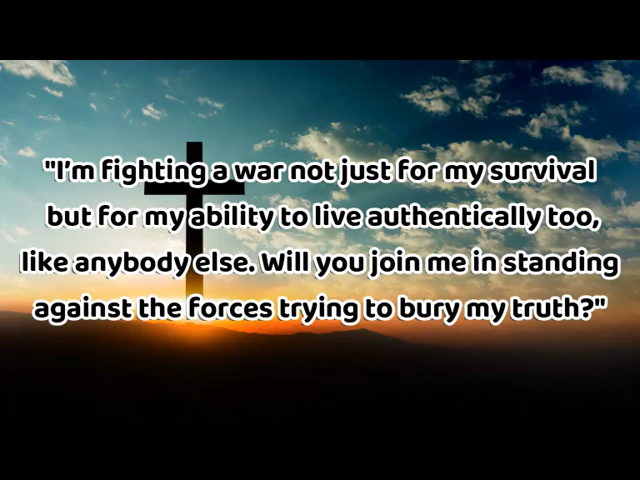 "I’m fighting a war not just for my survival
but for my ability to live authentically too,
like anybody else. Will you join me in standing
against the forces trying to bury my truth?"